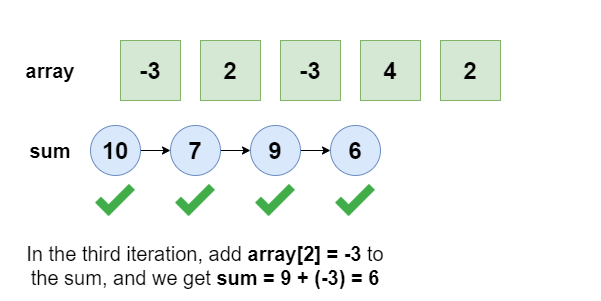 array -3 2 -3 4 2
sum 10 7 9 6
In the third iteration, add array[2] = -3 to
the sum, and we get sum = 9 + (-3) = 6